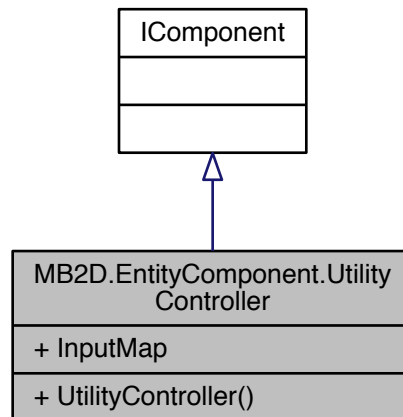 IComponent
MB2D.EntityComponent.Utility
Controller
+ InputMap
+ UtilityController()